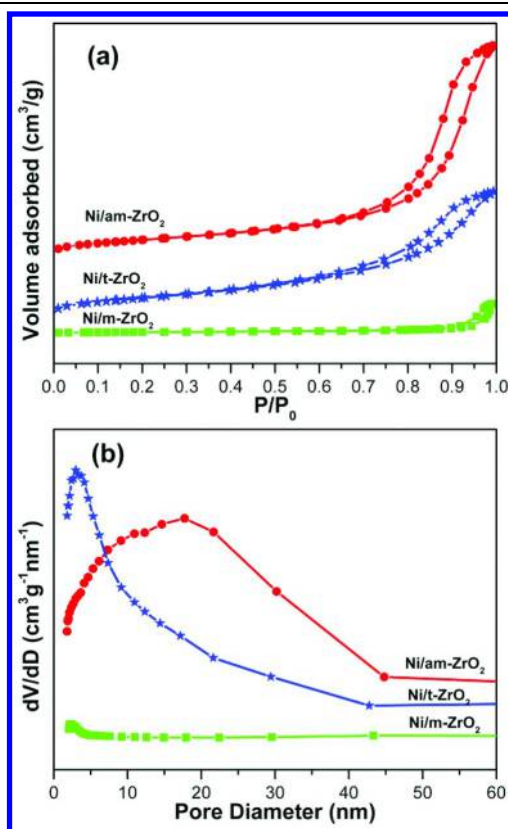 (a)
Volume adsorbed (cm³/g)
Ni/am-ZrO₂
Ni/t-ZrO₂
Ni/m-ZrO₂
0.0 0.1 0.2 0.3 0.4 0.5 0.6 0.7 0.8 0.9 1.0
P/P₀
(b)
dV/dD (cm³g⁻¹nm⁻¹)
Ni/am-ZrO₂
Ni/t-ZrO₂
Ni/m-ZrO₂
0 10 20 30 40 50 60
Pore Diameter (nm)